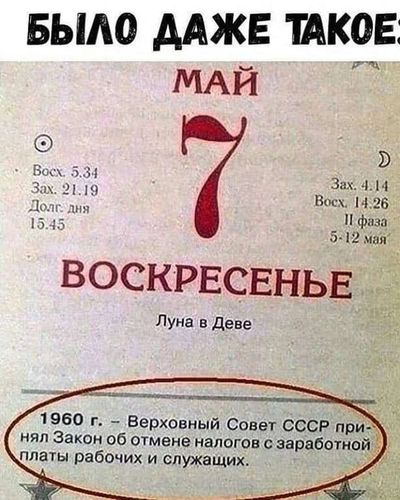 БЫЛО ДАЖЕ ТАКОЕ:
МАЙ
7
Восх. 5.34
Зах. 21.19
Долг. дня
15.45
Зах. 4.14
Восх. 14.26
II фаза
5-12 мая
ВОСКРЕСЕНЬЕ
Луна в Деве
1960 г. – Верховный Совет СССР при-
нял Закон об отмене налогов с заработной
платы рабочих и служащих.